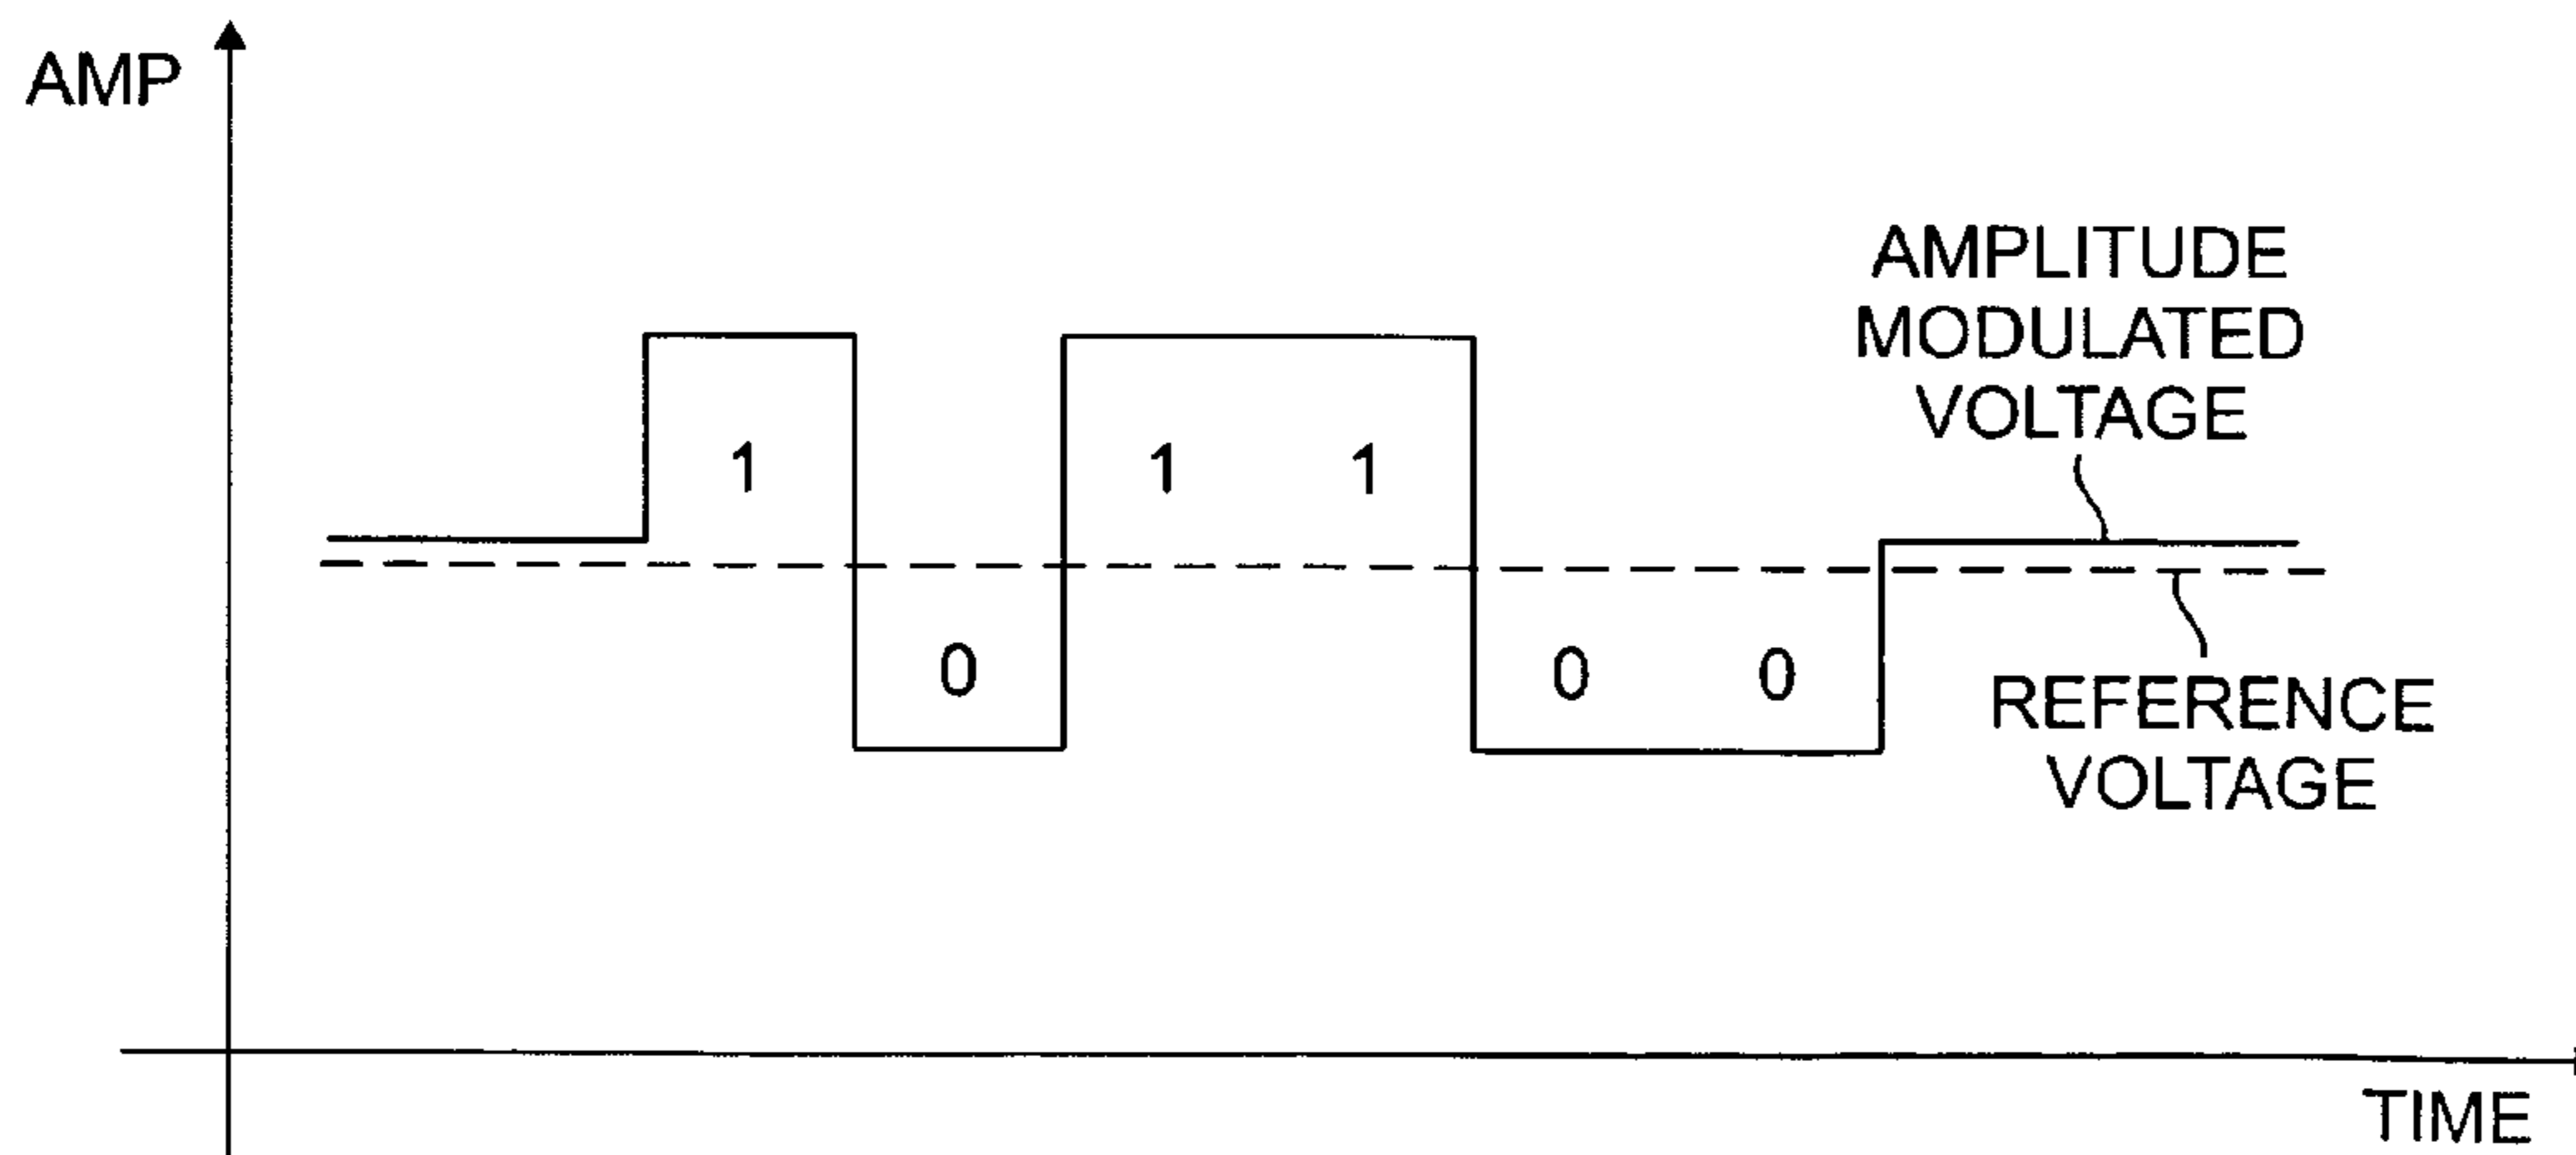 AMP
AMPLITUDE
MODULATED
VOLTAGE
1
1 1
0
0 0
REFERENCE
VOLTAGE
TIME